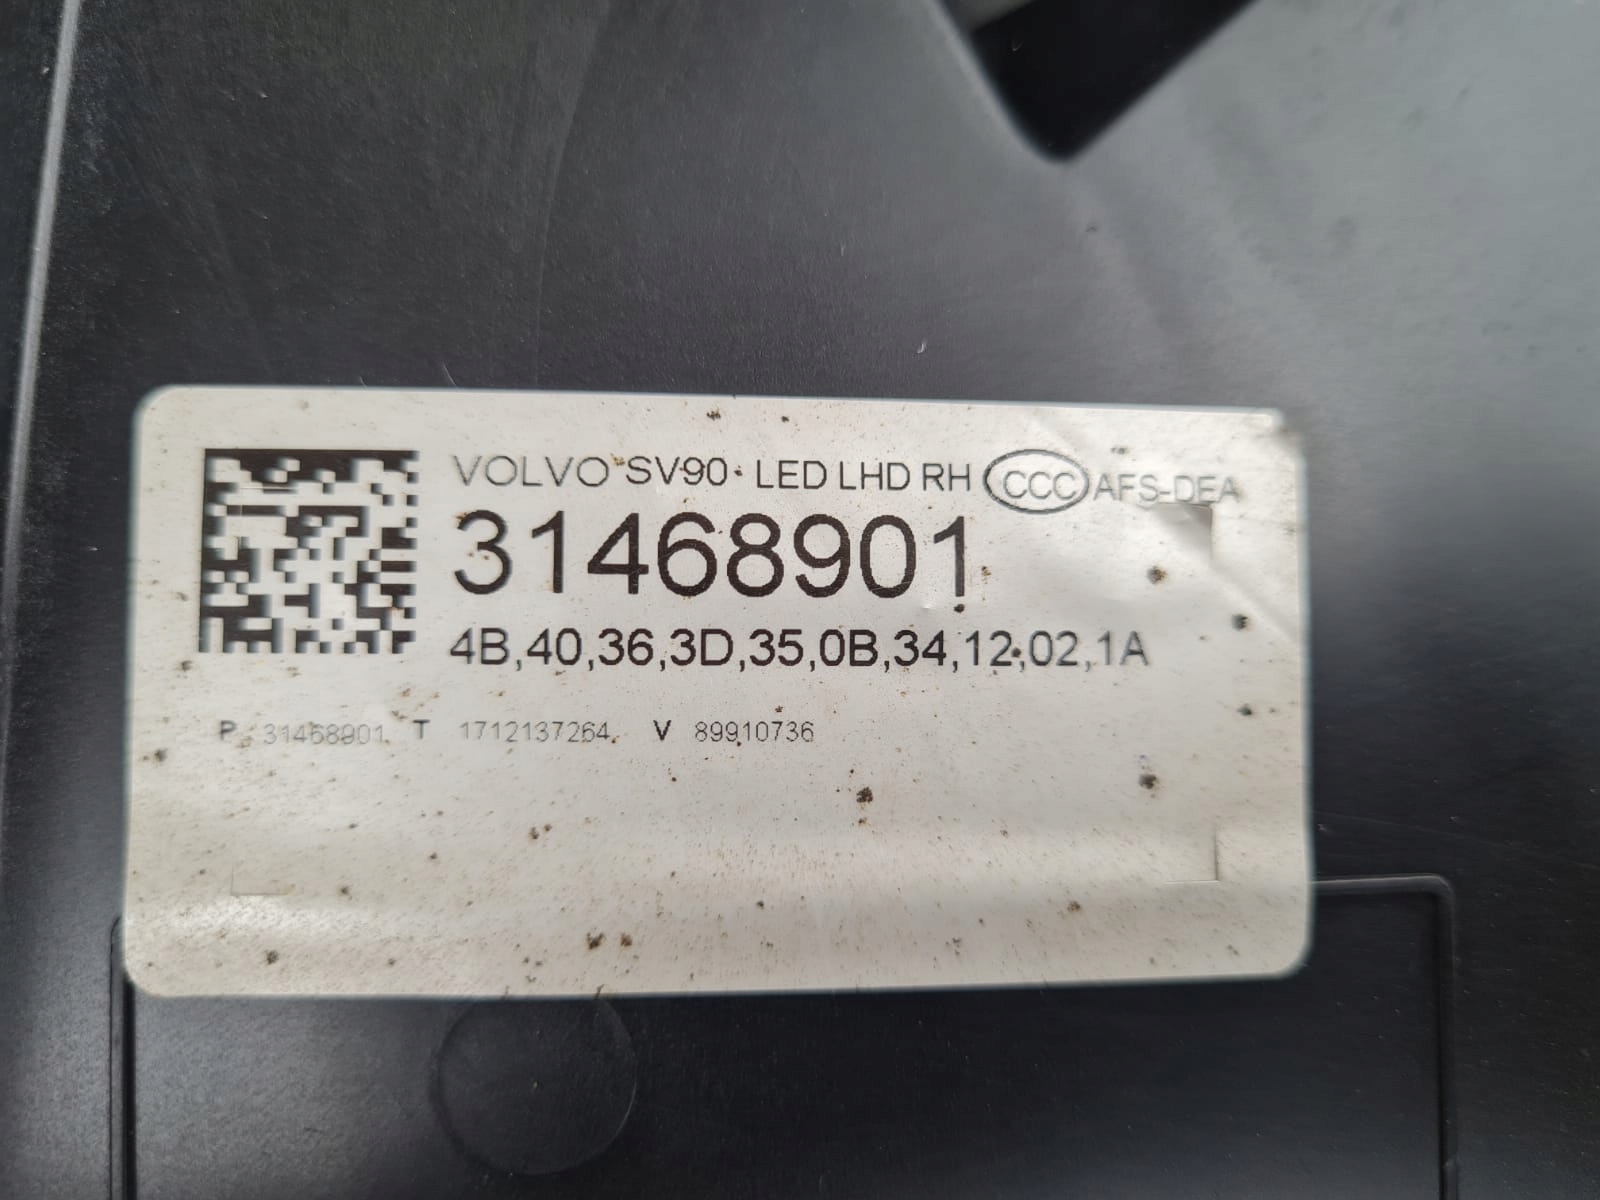 VOLVO SV90 LED LHD RH CCC AFS-DEA
31468901
4B,40,36,3D,35,0B,34,12,02,1A
P 31468901 T 1712137264 V 89910736